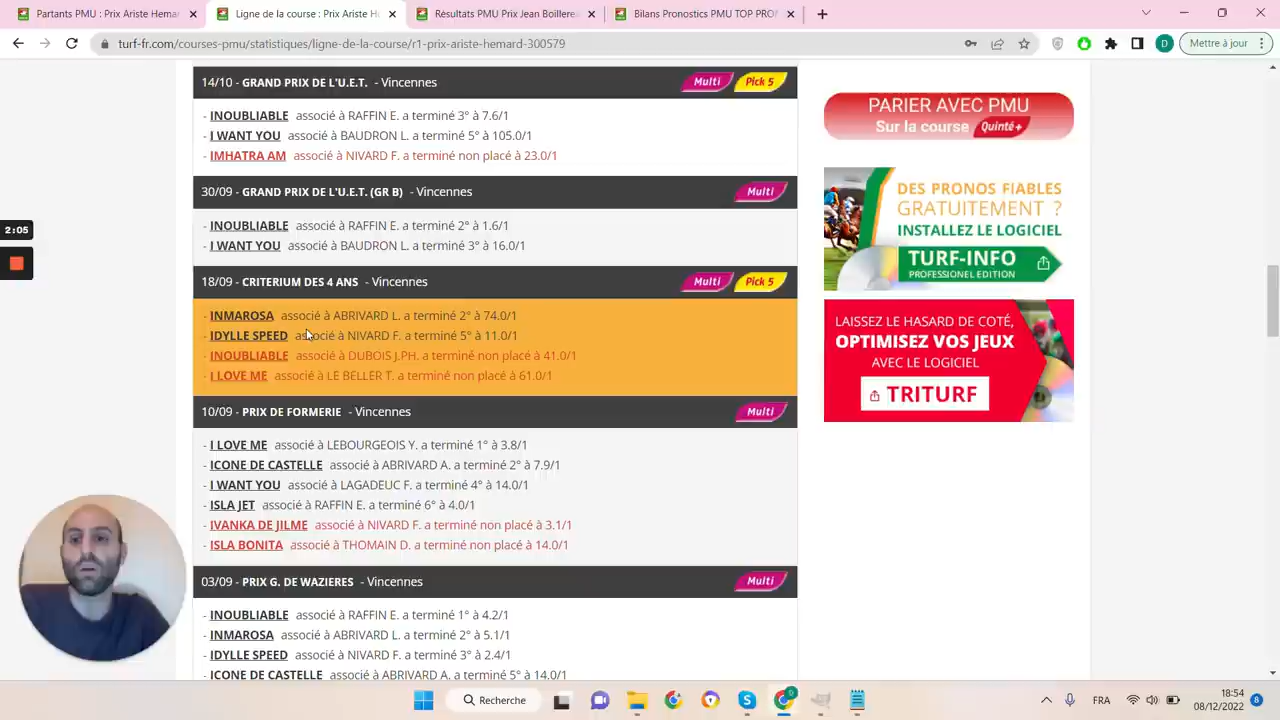 Partants PMU : Prix Ariste H
Ligne de la course : Prix Ariste H
Résultats PMU Prix Jean Boillere
Bilans Pronostics PMU TOP PRO
turf-fr.com/courses-pmu/statistiques/ligne-de-la-course/r1-prix-ariste-hemard-300579
D
Mettre à jour
14/10 - GRAND PRIX DE L'U.E.T. - Vincennes
Multi
Pick 5
- INOUBLIABLE associé à RAFFIN E. a terminé 3° à 7.6/1
- I WANT YOU associé à BAUDRON L. a terminé 5° à 105.0/1
- IMHATRA AM associé à NIVARD F. a terminé non placé à 23.0/1
30/09 - GRAND PRIX DE L'U.E.T. (GR B) - Vincennes
Multi
- INOUBLIABLE associé à RAFFIN E. a terminé 2° à 1.6/1
- I WANT YOU associé à BAUDRON L. a terminé 3° à 16.0/1
18/09 - CRITERIUM DES 4 ANS - Vincennes
Multi
Pick 5
- INMAROSA associé à ABRIVARD L. a terminé 2° à 74.0/1
- IDYLLE SPEED associé à NIVARD F. a terminé 5° à 11.0/1
- INOUBLIABLE associé à DUBOIS J.PH. a terminé non placé à 41.0/1
- I LOVE ME associé à LE BELLER T. a terminé non placé à 61.0/1
10/09 - PRIX DE FORMERIE - Vincennes
Multi
- I LOVE ME associé à LEBOURGEOIS Y. a terminé 1° à 3.8/1
- ICONE DE CASTELLE associé à ABRIVARD A. a terminé 2° à 7.9/1
- I WANT YOU associé à LAGADEUC F. a terminé 4° à 14.0/1
- ISLA JET associé à RAFFIN E. a terminé 6° à 4.0/1
- IVANKA DE JILME associé à NIVARD F. a terminé non placé à 3.1/1
- ISLA BONITA associé à THOMAIN D. a terminé non placé à 14.0/1
03/09 - PRIX G. DE WAZIERES - Vincennes
Multi
- INOUBLIABLE associé à RAFFIN E. a terminé 1° à 4.2/1
- INMAROSA associé à ABRIVARD L. a terminé 2° à 5.1/1
- IDYLLE SPEED associé à NIVARD F. a terminé 3° à 2.4/1
- ICONE DE CASTELLE associé à ABRIVARD A. a terminé 5° à 14.0/1
PARIER AVEC PMU
Sur la course Quinté+
DES PRONOS FIABLES
GRATUITEMENT ?
INSTALLEZ LE LOGICIEL
TURF-INFO
PROFESSIONEL EDITION
LAISSEZ LE HASARD DE COTÉ,
OPTIMISEZ VOS JEUX
AVEC LE LOGICIEL
TRITURF
2:05
Recherche
FRA
18:54
08/12/2022
8